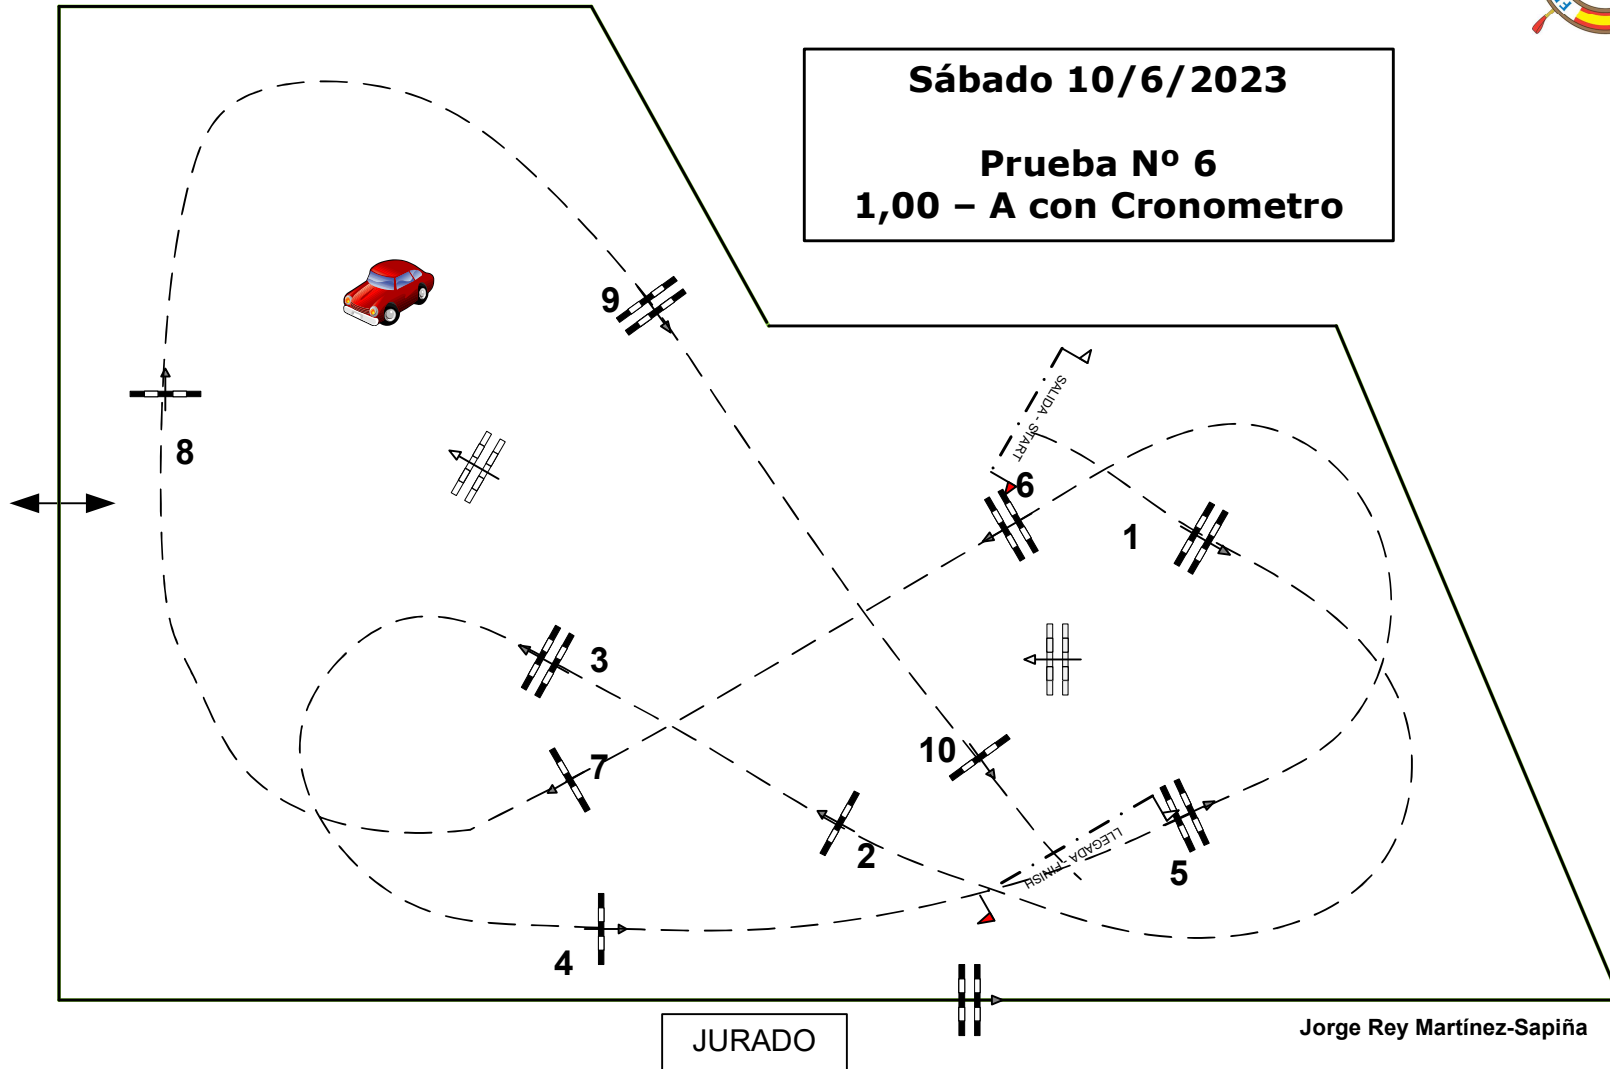 Sábado 10/6/2023
Prueba Nº 6
1,00 – A con Cronometro
9
SALIDA - START
8
6
1
3
7
10
2
LLEGADA - FINISH
5
4
JURADO
Jorge Rey Martínez-Sapiña